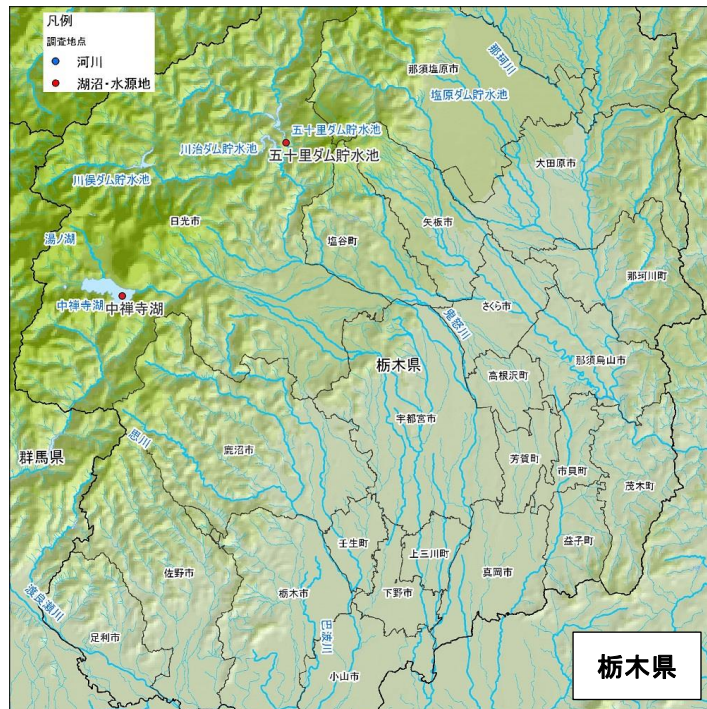 凡例
調査地点
河川
湖沼・水源地
那珂川
那須塩原市
塩原ダム貯水池
五十里ダム貯水池
川治ダム貯水池
五十里ダム貯水池
大田原市
川俣ダム貯水池
日光市
矢板市
塩谷町
湯ノ湖
那珂川町
中禅寺湖
中禅寺湖
さくら市
鬼怒川
那須烏山市
栃木県
高根沢町
宇都宮市
思川
鹿沼市
群馬県
芳賀町
市貝町
茂木町
壬生町
上三川町
益子町
佐野市
真岡市
栃木市
下野市
渡良瀬川
足利市
巴波川
小山市
栃木県